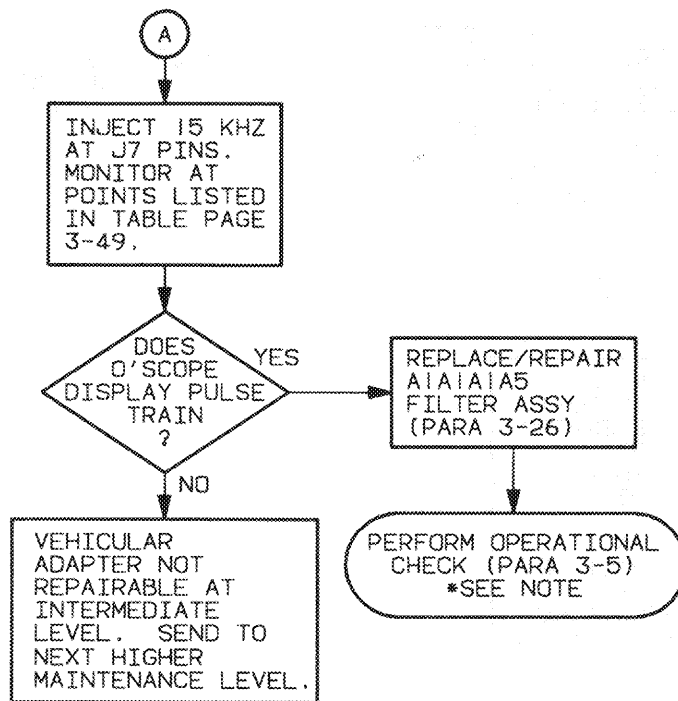 A
INJECT 15 KHZ
AT J7 PINS.
MONITOR AT
POINTS LISTED
IN TABLE PAGE
3-49.
DOES
O'SCOPE
DISPLAY PULSE
TRAIN
?
YES
REPLACE/REPAIR
A1A1A1A5
FILTER ASSY
(PARA 3-26)
NO
VEHICULAR
ADAPTER NOT
REPAIRABLE AT
INTERMEDIATE
LEVEL. SEND TO
NEXT HIGHER
MAINTENANCE LEVEL.
PERFORM OPERATIONAL
CHECK (PARA 3-5)
*SEE NOTE